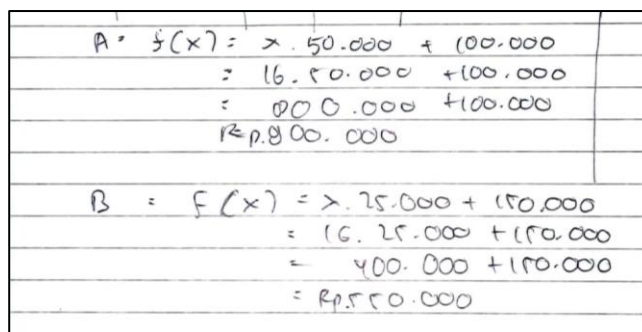 A = f(x) = x . 50.000 + 100.000
= 16 . 50.000 + 100.000
= 800.000 + 100.000
Rp. 900.000
B = f(x) = x . 25.000 + 150.000
= 16 . 25.000 + 150.000
= 400.000 + 150.000
= Rp. 550.000